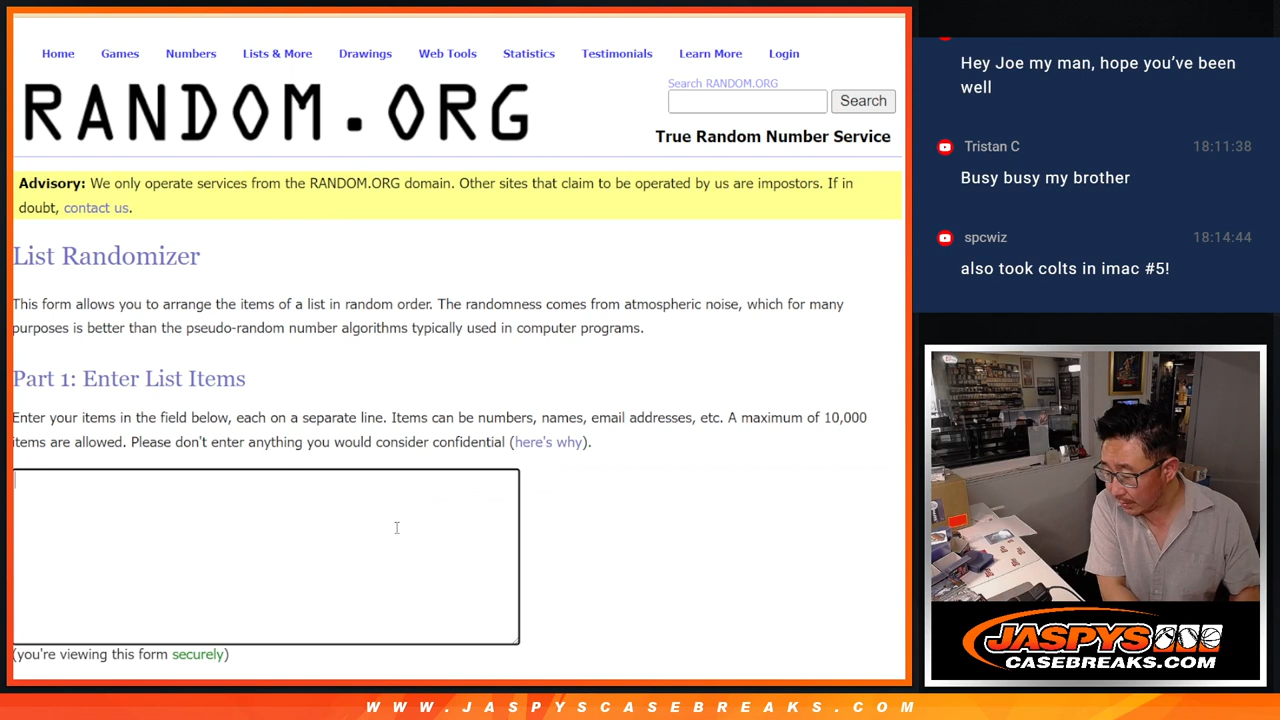 Home Games Numbers Lists & More Drawings Web Tools Statistics Testimonials Learn More Login
RANDOM.ORG
Search RANDOM.ORG
Search
True Random Number Service
Advisory: We only operate services from the RANDOM.ORG domain. Other sites that claim to be operated by us are impostors. If in
doubt, contact us.
List Randomizer
This form allows you to arrange the items of a list in random order. The randomness comes from atmospheric noise, which for many
purposes is better than the pseudo-random number algorithms typically used in computer programs.
Part 1: Enter List Items
Enter your items in the field below, each on a separate line. Items can be numbers, names, email addresses, etc. A maximum of 10,000
items are allowed. Please don't enter anything you would consider confidential (here's why).
(you're viewing this form securely)
Hey Joe my man, hope you've been
well
Tristan C 18:11:38
Busy busy my brother
spcwiz 18:14:44
also took colts in imac #5!
JASPYS
CASEBREAKS.COM
WWW.JASPYSCASEBREAKS.COM